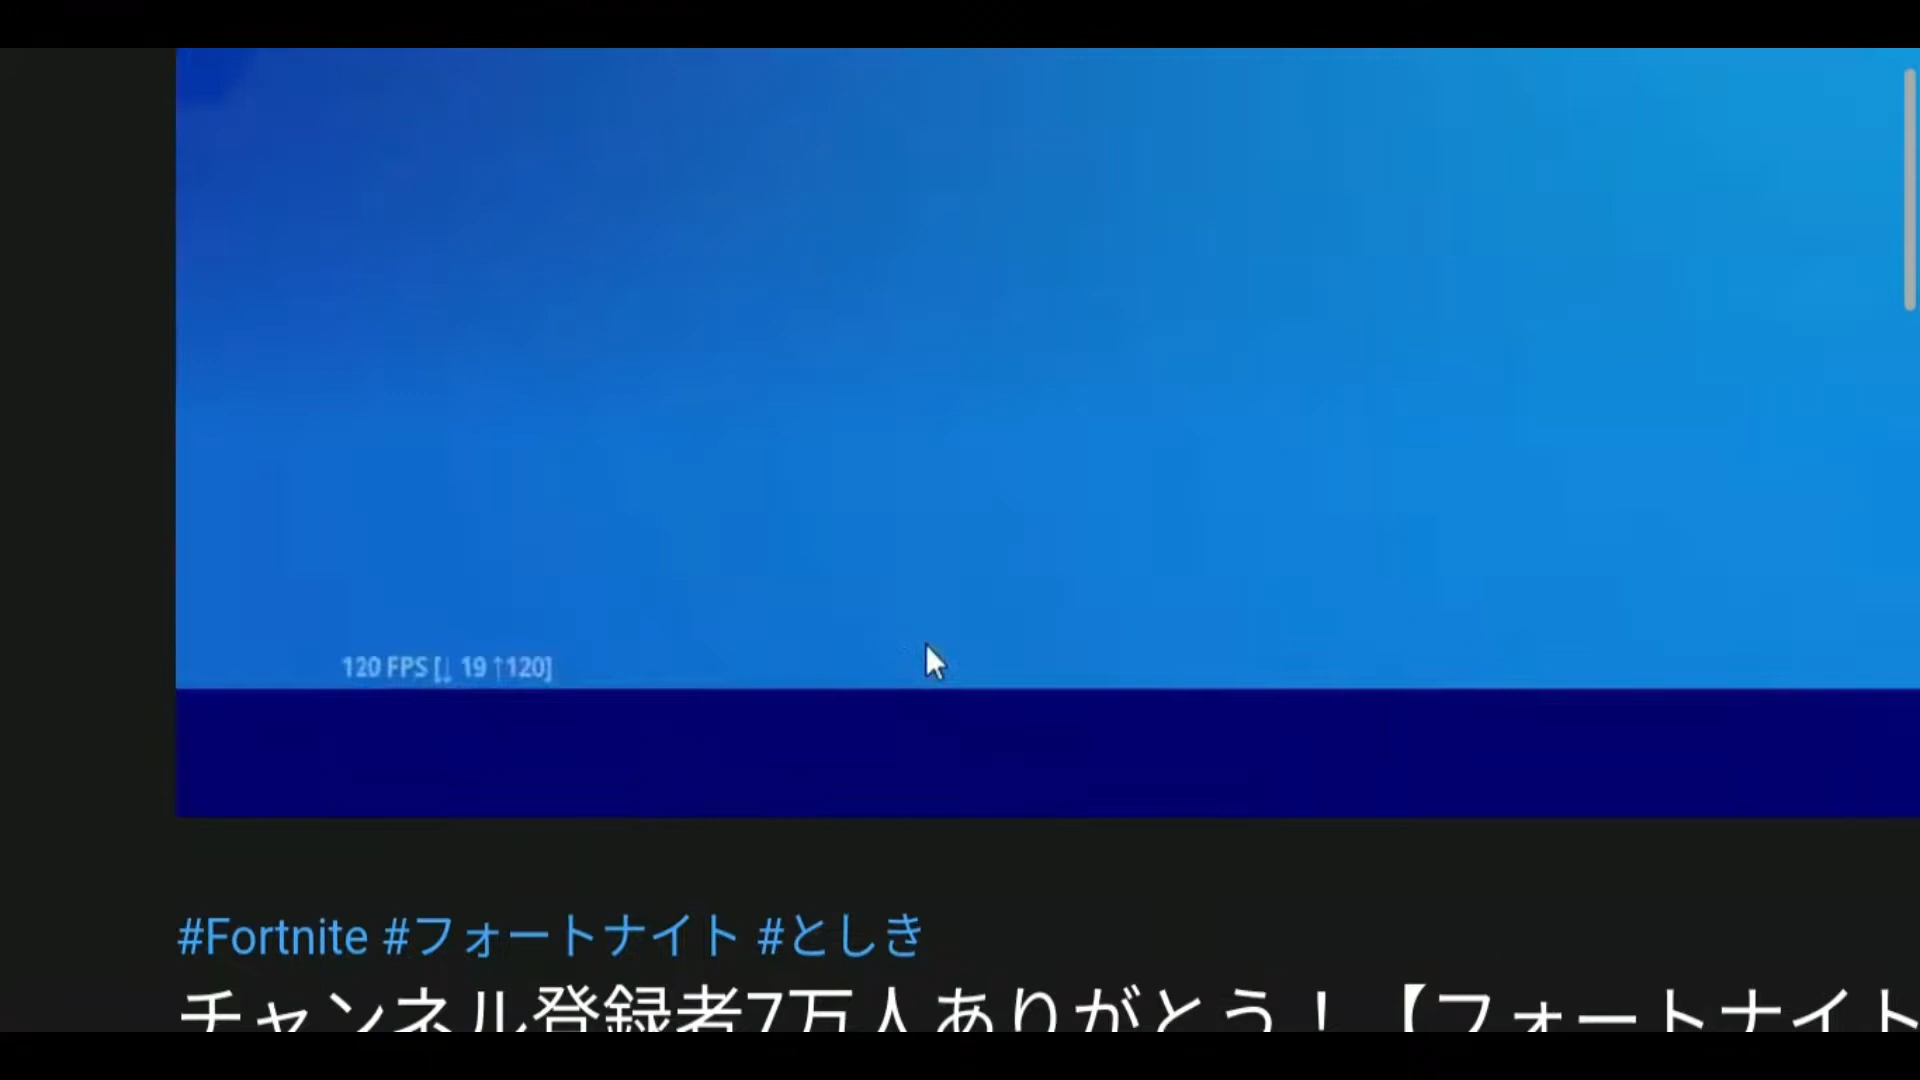 120 FPS [↓ 19 ↑120]
#Fortnite #フォートナイト #としき
チャンネル登録者7万人ありがとう！【フォートナイト